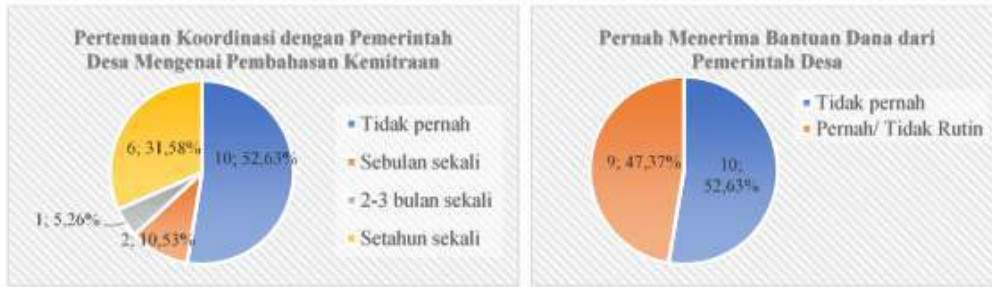 Pertemuan Koordinasi dengan Pemerintah
Desa Mengenai Pembahasan Kemitraan
6; 31,58%
10; 52,63%
1; 5,26%
2; 10,53%
Tidak pernah
Sebulan sekali
2-3 bulan sekali
Setahun sekali
Pernah Menerima Bantuan Dana dari
Pemerintah Desa
9; 47,37%
10;
52,63%
Tidak pernah
Pernah/ Tidak Rutin